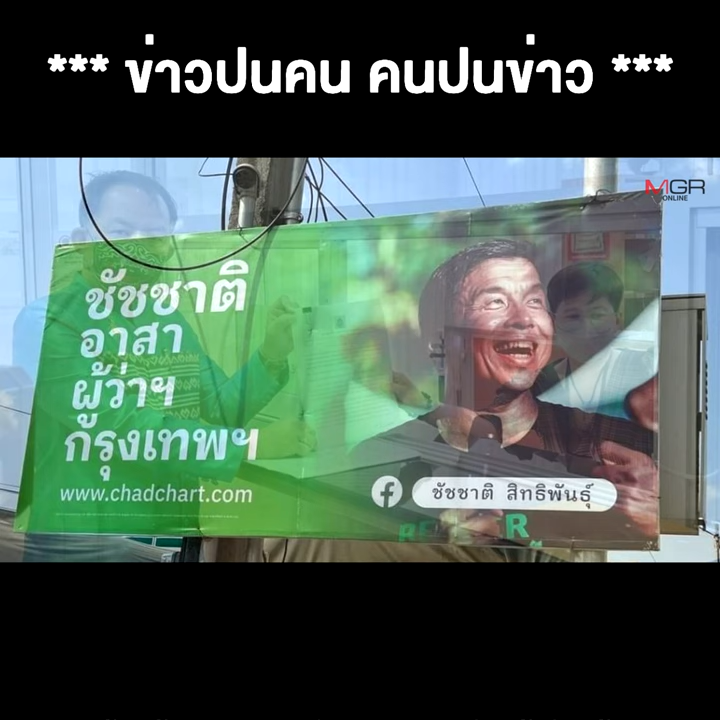 *** ข่าวปนคน คนปนข่าว ***
MGR
ONLINE
ชัชชาติ
อาสา
ผู้ว่าฯ
กรุงเทพฯ
www.chadchart.com
ชัชชาติ สิทธิพันธุ์